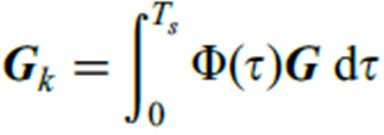 G_k = ∫_0^{T_s} Φ(τ)G dτ